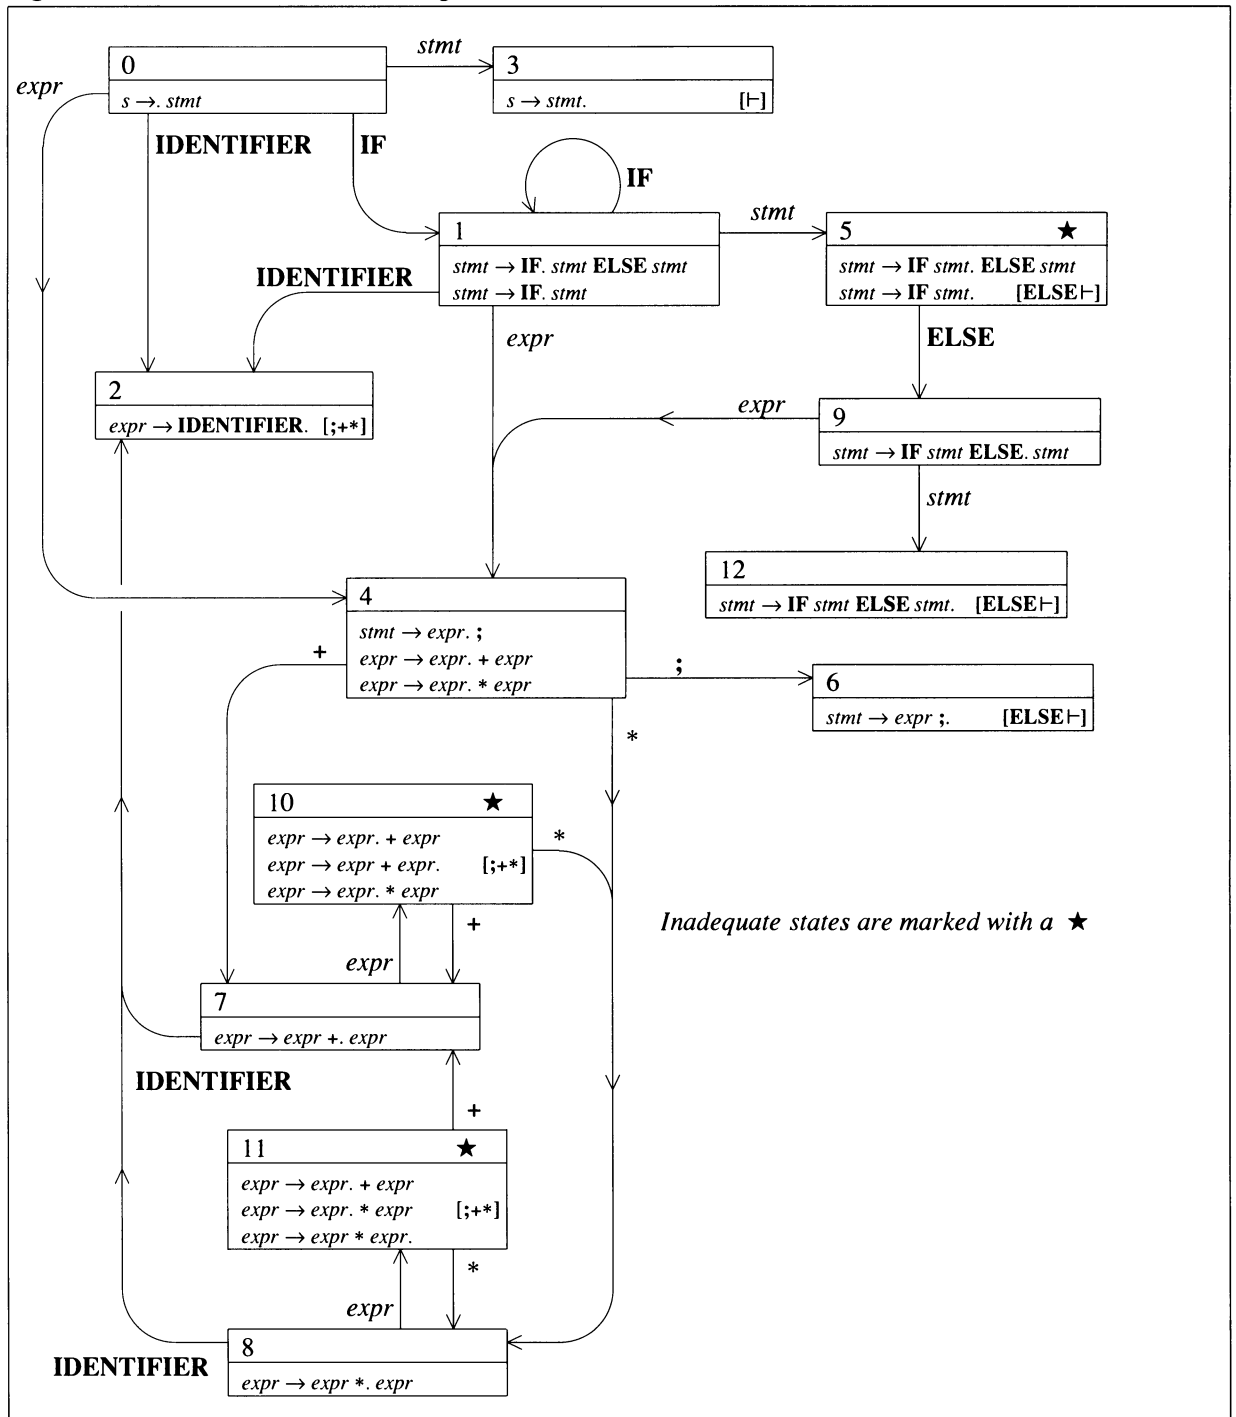 stmt
0
3
expr
s →. stmt
s → stmt. [⊢]
IDENTIFIER
IF
IF
stmt
1
5 ★
IDENTIFIER
stmt → IF. stmt ELSE stmt
stmt → IF. stmt
stmt → IF stmt. ELSE stmt
stmt → IF stmt. [ELSE⊢]
expr
ELSE
2
expr → IDENTIFIER. [;+*]
expr
9
stmt → IF stmt ELSE. stmt
stmt
12
stmt → IF stmt ELSE stmt. [ELSE⊢]
4
stmt → expr. ;
expr → expr. + expr
expr → expr. * expr
+
;
6
stmt → expr ;. [ELSE⊢]
*
10 ★
expr → expr. + expr
expr → expr + expr. [;+*]
expr → expr. * expr
*
Inadequate states are marked with a ★
+
expr
7
expr → expr +. expr
IDENTIFIER
+
11 ★
expr → expr. + expr
expr → expr. * expr [;+*]
expr → expr * expr.
*
expr
8
IDENTIFIER
expr → expr *. expr